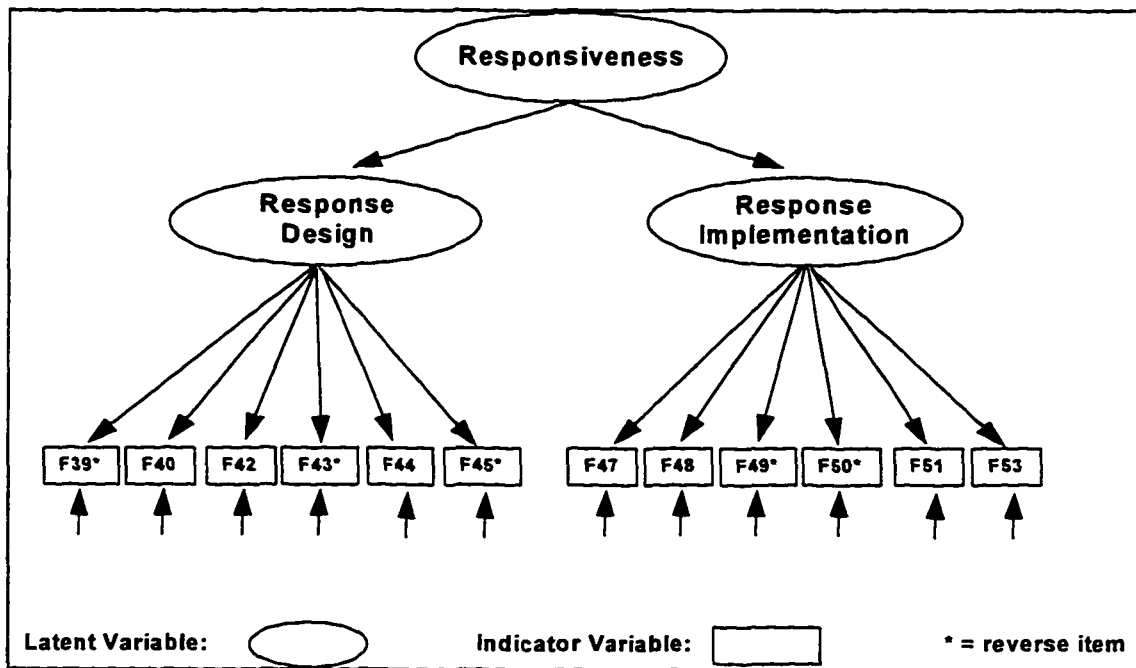 Responsiveness
Response
Design
Response
Implementation
F39*
F40
F42
F43*
F44
F45*
F47
F48
F49*
F50*
F51
F53
Latent Variable:
Indicator Variable:
* = reverse item